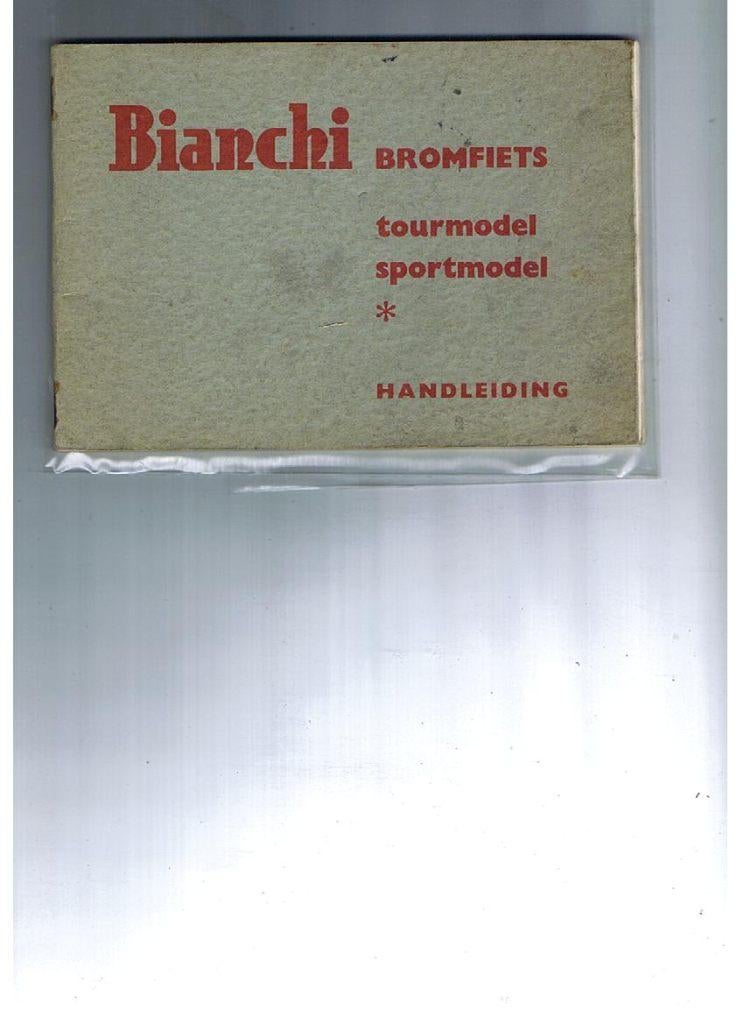 Bianchi BROMFIETS
tourmodel
sportmodel
*
HANDLEIDING